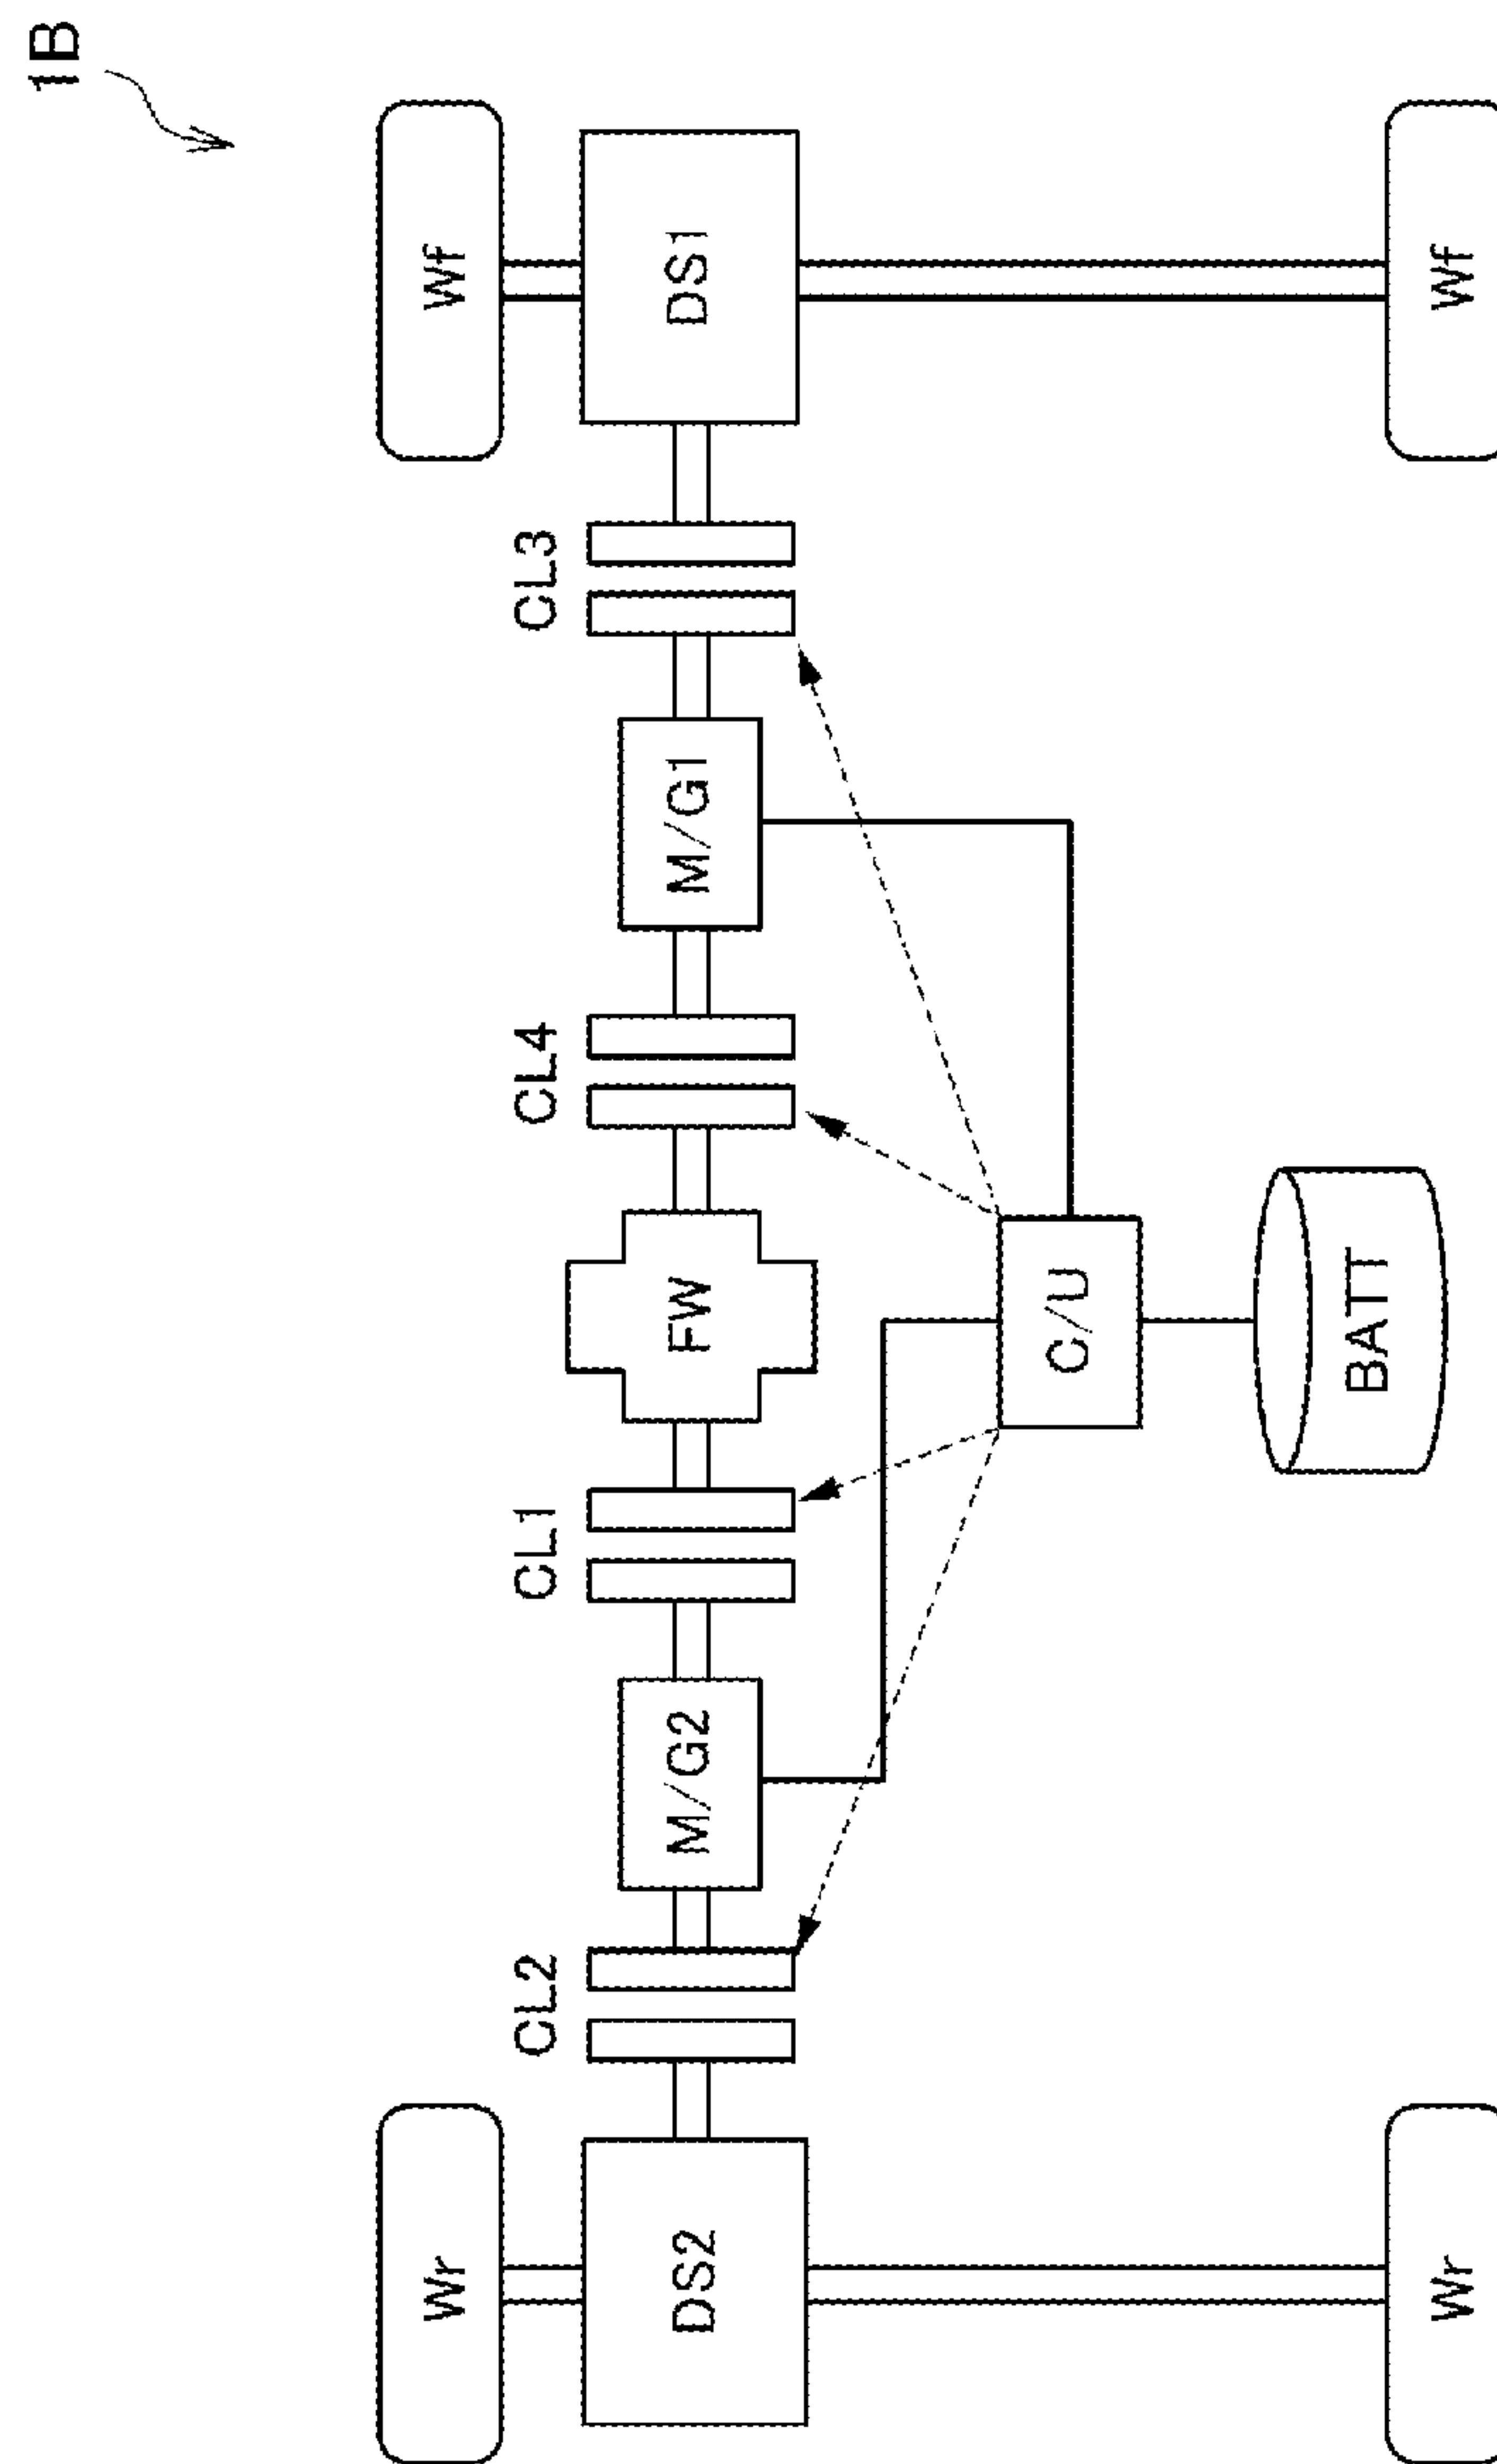 1B
Wf
DS1
Wf
CL3
M/G1
CL4
FW
C/U
BATT
CL1
M/G2
CL2
Wr
DS2
Wr